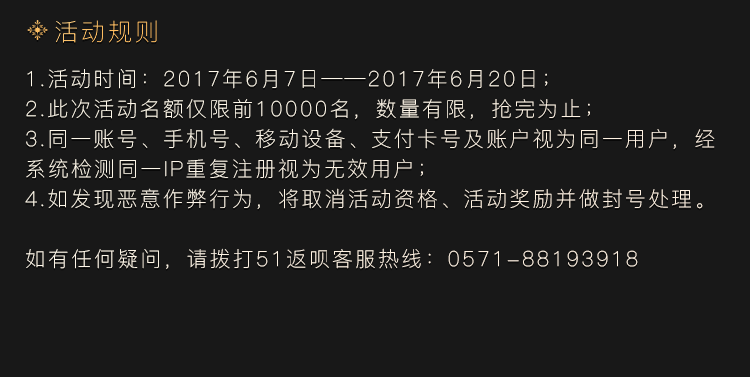 活动规则
1.活动时间：2017年6月7日——2017年6月20日；
2.此次活动名额仅限前10000名，数量有限，抢完为止；
3.同一账号、手机号、移动设备、支付卡号及账户视为同一用户，经
系统检测同一IP重复注册视为无效用户；
4.如发现恶意作弊行为，将取消活动资格、活动奖励并做封号处理。
如有任何疑问，请拨打51返呗客服热线：0571-88193918